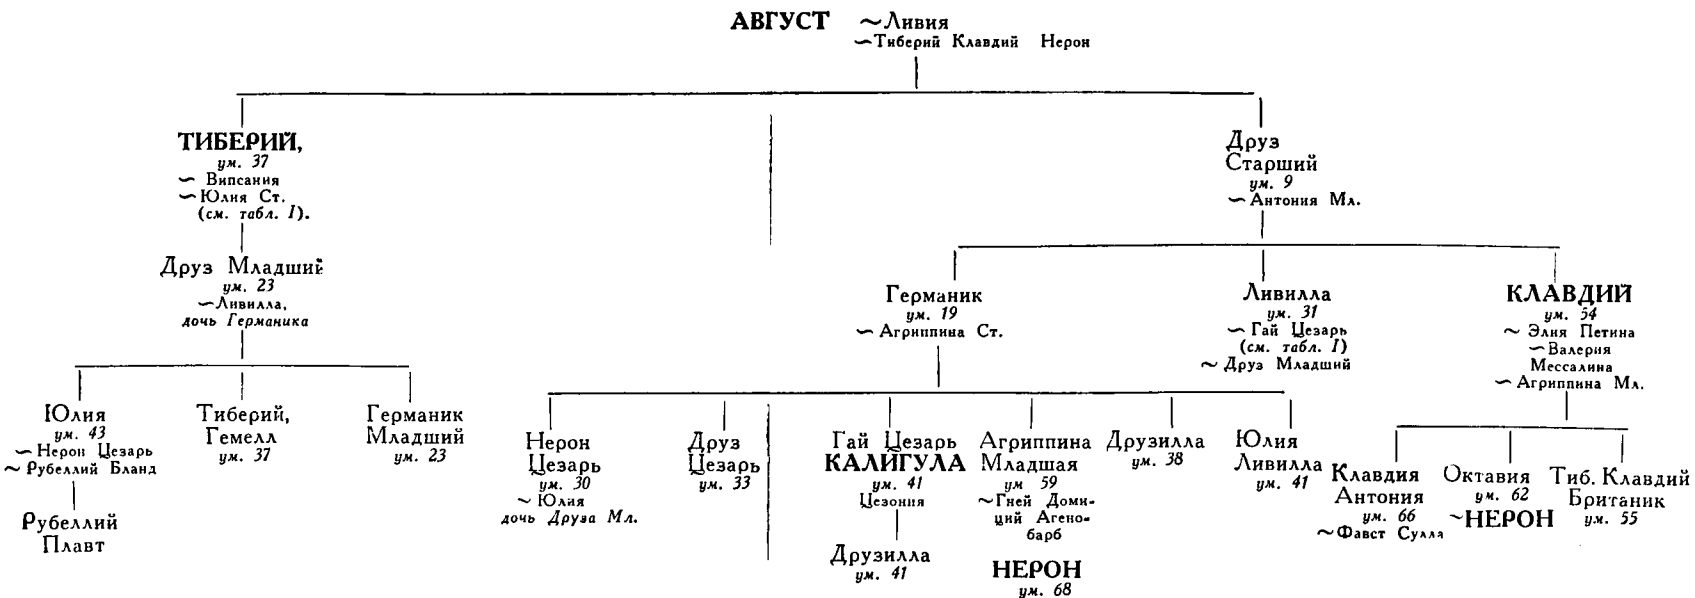 АВГУСТ ~Ливия
~Тиберий Клавдий Нерон
ТИБЕРИЙ,
ум. 37
~ Випсания
~ Юлия Ст.
(см. табл. I).
Друз
Старший
ум. 9
~ Антония Мл.
Друз Младший
ум. 23
~Ливилла,
дочь Германика
Германик
ум. 19
~ Агриппина Ст.
Ливилла
ум. 31
~ Гай Цезарь
(см. табл. I)
~ Друз Младший
КЛАВДИЙ
ум. 54
~ Элия Петина
~Валерия
Мессалина
~ Агриппина Мл.
Юлия
ум. 43
~ Нерон Цезарь
~ Рубеллий Бланд
Тиберий,
Гемелл
ум. 37
Германик
Младший
ум. 23
Нерон
Цезарь
ум. 30
~ Юлия
дочь Друза Мл.
Друз
Цезарь
ум. 33
Гай Цезарь
КАЛИГУЛА
ум. 41
Цезония
Агриппина
Младшая
ум 59
~Гней Доми-
ций Агено-
барб
Друзилла
ум. 38
Юлия
Ливилла
ум. 41
Клавдия
Антония
ум. 66
~Фавст Сулла
Октавия
ум. 62
~НЕРОН
Тиб. Клавдий
Британик
ум. 55
Рубеллий
Плавт
Друзилла
ум. 41
НЕРОН
ум. 68